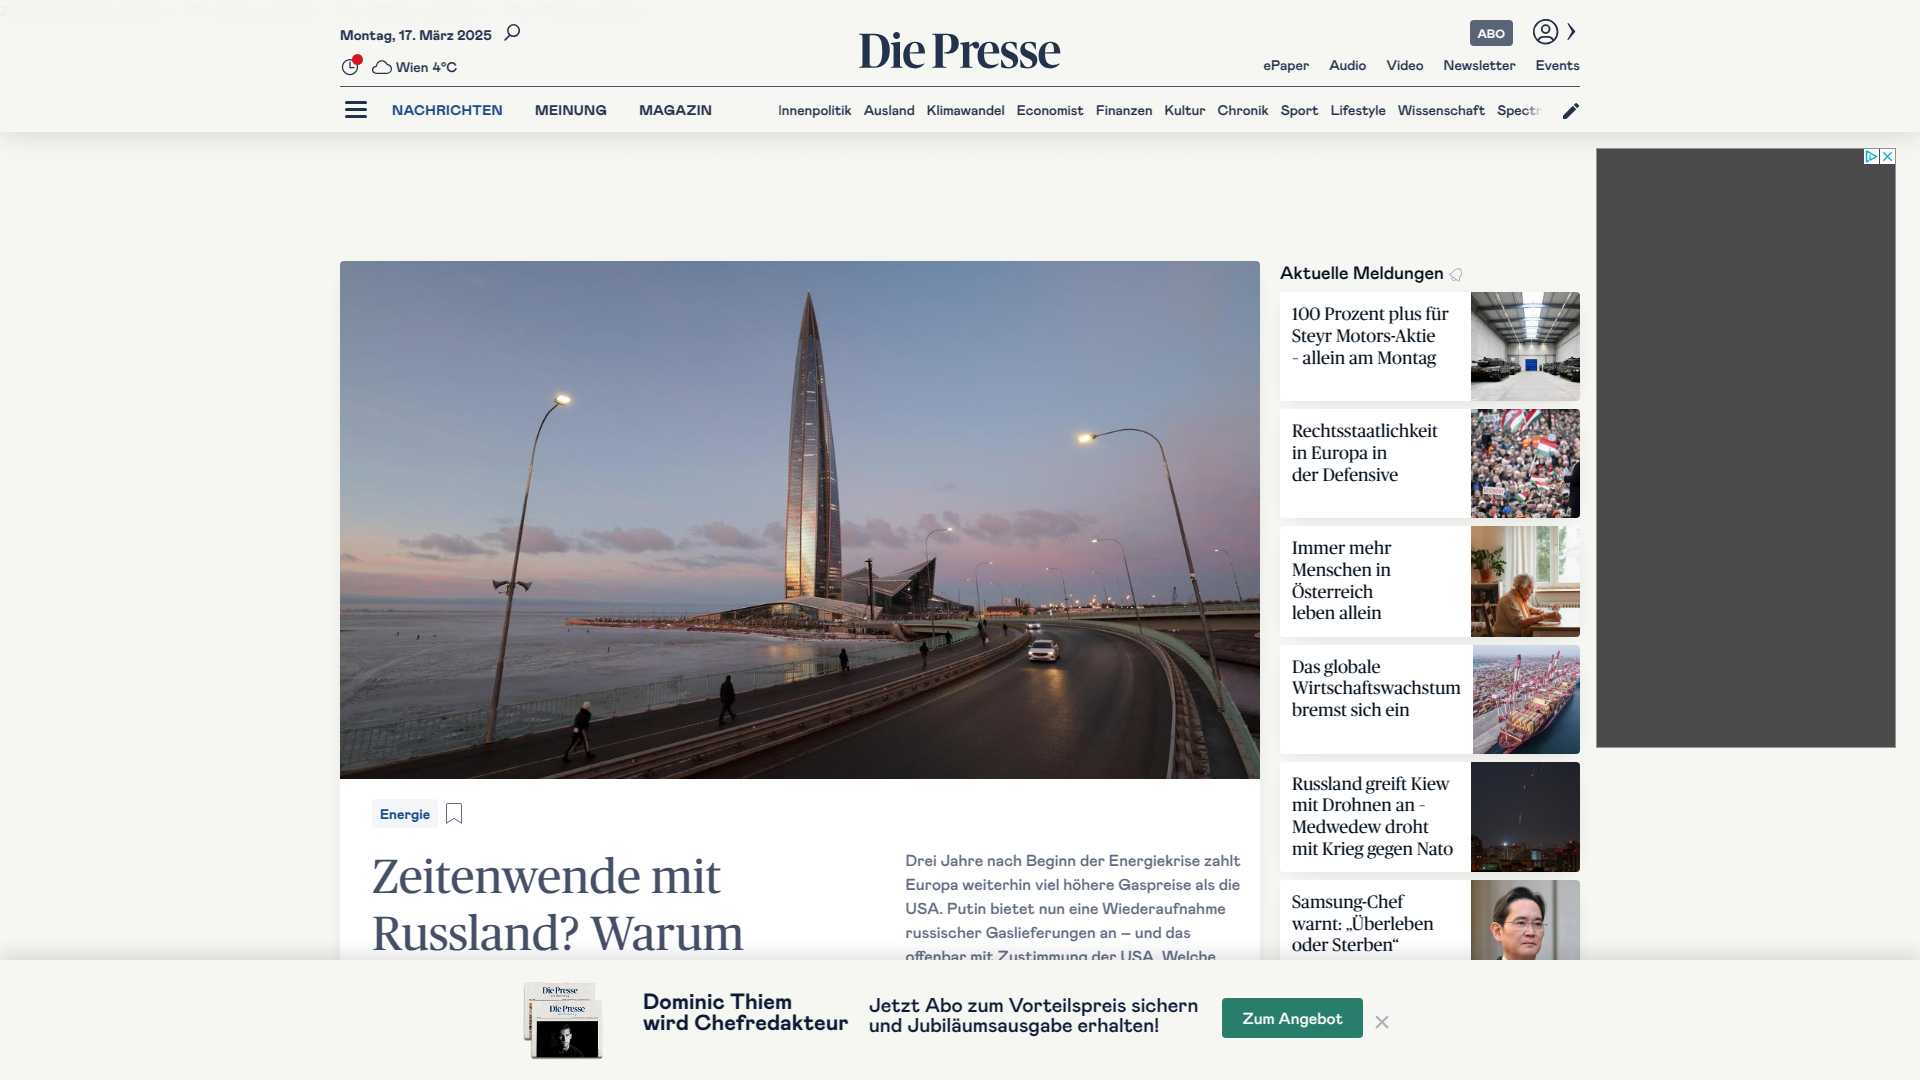 Montag, 17. März 2025
Wien 4°C
Die Presse
ABO
ePaper Audio Video Newsletter Events
NACHRICHTEN MEINUNG MAGAZIN
Innenpolitik Ausland Klimawandel Economist Finanzen Kultur Chronik Sport Lifestyle Wissenschaft Spectr
Energie
Zeitenwende mit
Russland? Warum
Drei Jahre nach Beginn der Energiekrise zahlt
Europa weiterhin viel höhere Gaspreise als die
USA. Putin bietet nun eine Wiederaufnahme
russischer Gaslieferungen an – und das
offenbar mit Zustimmung der USA. Welche
Aktuelle Meldungen
100 Prozent plus für
Steyr Motors-Aktie
– allein am Montag
Rechtsstaatlichkeit
in Europa in
der Defensive
Immer mehr
Menschen in
Österreich
leben allein
Das globale
Wirtschaftswachstum
bremst sich ein
Russland greift Kiew
mit Drohnen an –
Medwedew droht
mit Krieg gegen Nato
Samsung-Chef
warnt: „Überleben
oder Sterben“
Die Presse
Die Presse
Dominic Thiem
wird Chefredakteur
Jetzt Abo zum Vorteilspreis sichern
und Jubiläumsausgabe erhalten!
Zum Angebot